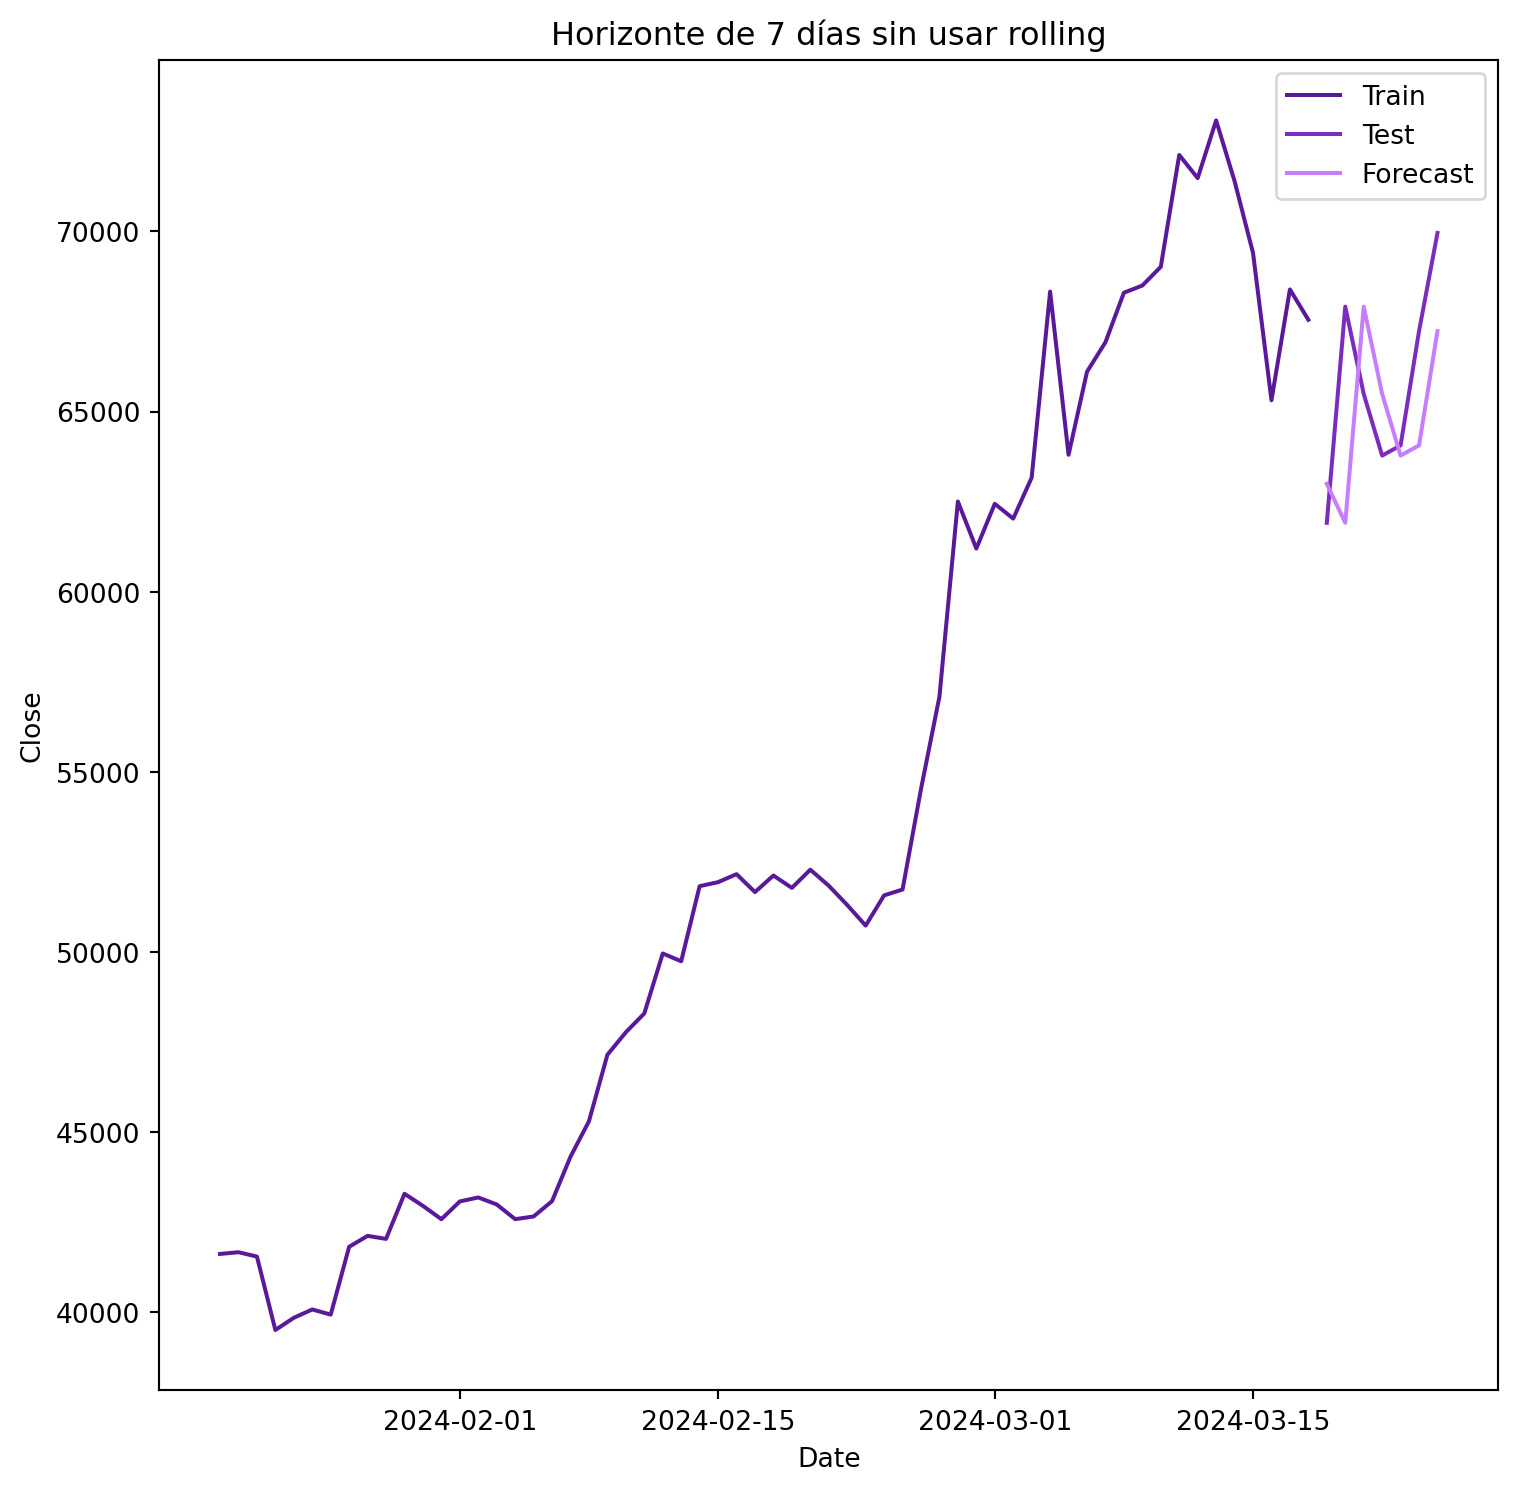 Horizonte de 7 días sin usar rolling
Train
Test
Forecast
70000
65000
60000
55000
50000
45000
40000
Close
2024-02-01
2024-02-15
2024-03-01
2024-03-15
Date